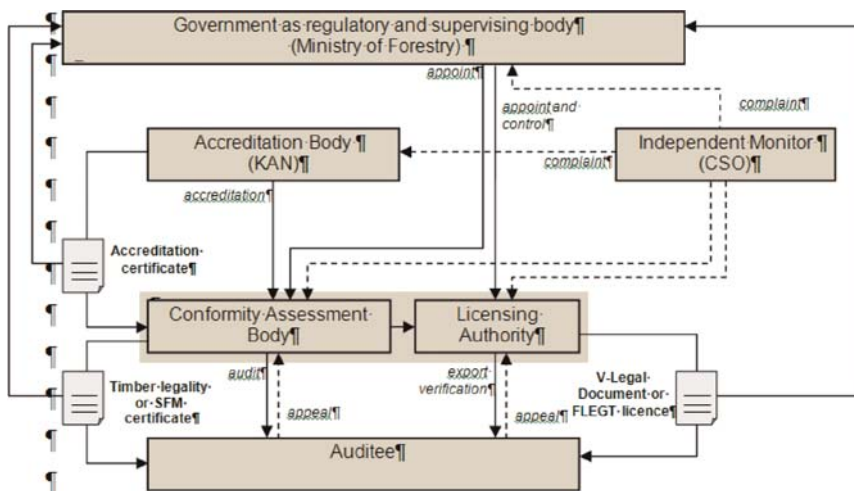 Government as regulatory and supervising body¶
(Ministry of Forestry)¶
appoint¶
appoint and
control¶
complaint¶
Accreditation Body ¶
(KAN)¶
complaint¶
Independent Monitor ¶
(CSO)¶
accreditation¶
Accreditation
certificate¶
Conformity Assessment
Body¶
Licensing
Authority¶
audit¶
export
verification¶
Timber legality
or SFM
certificate¶
appeal¶
appeal¶
V-Legal
Document or
FLEGT licence¶
Auditee¶